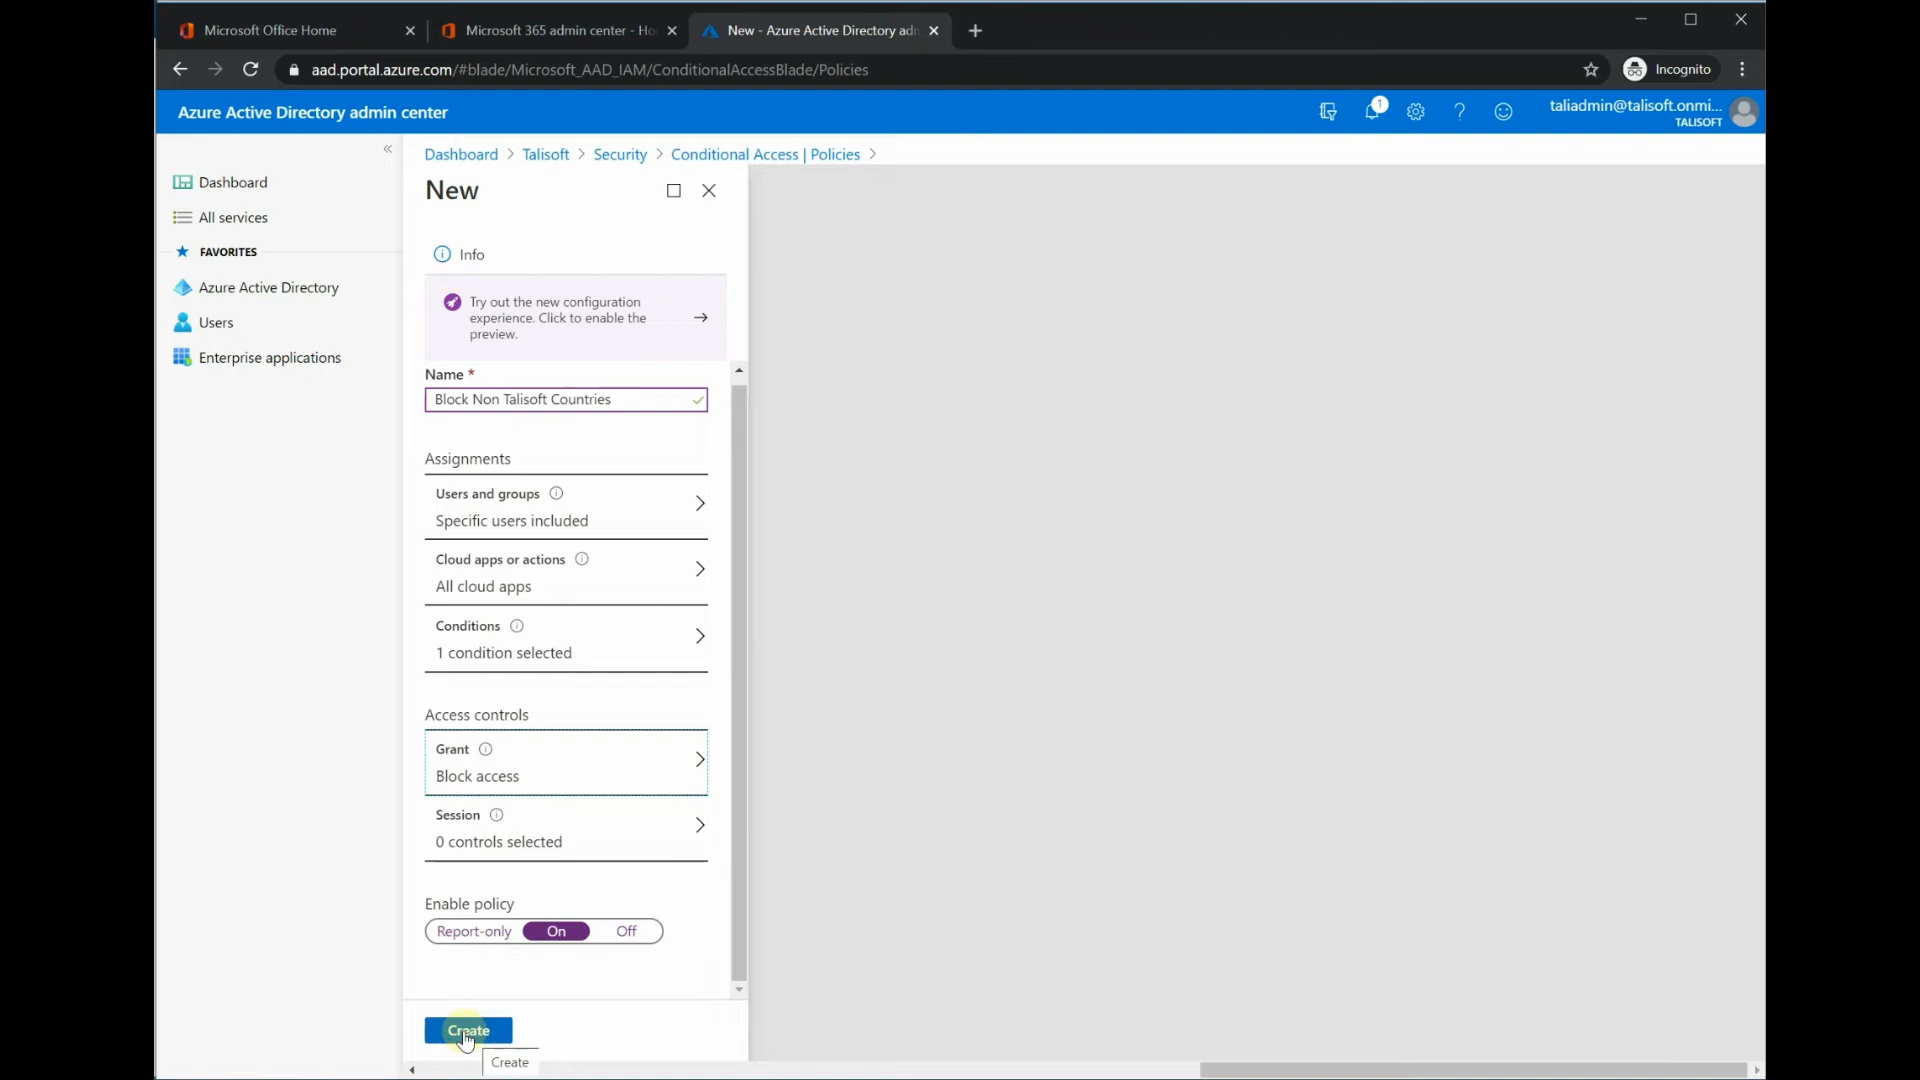 Microsoft Office Home
Microsoft 365 admin center - Ho
New - Azure Active Directory adn
aad.portal.azure.com/#blade/Microsoft_AAD_IAM/ConditionalAccessBlade/Policies
Incognito
Azure Active Directory admin center
1
taliadmin@talisoft.onmi...
TALISOFT
Dashboard
All services
FAVORITES
Azure Active Directory
Users
Enterprise applications
Dashboard > Talisoft > Security > Conditional Access | Policies >
New
Info
Try out the new configuration
experience. Click to enable the
preview.
Name *
Block Non Talisoft Countries
Assignments
Users and groups
Specific users included
Cloud apps or actions
All cloud apps
Conditions
1 condition selected
Access controls
Grant
Block access
Session
0 controls selected
Enable policy
Report-only On Off
Create
Create